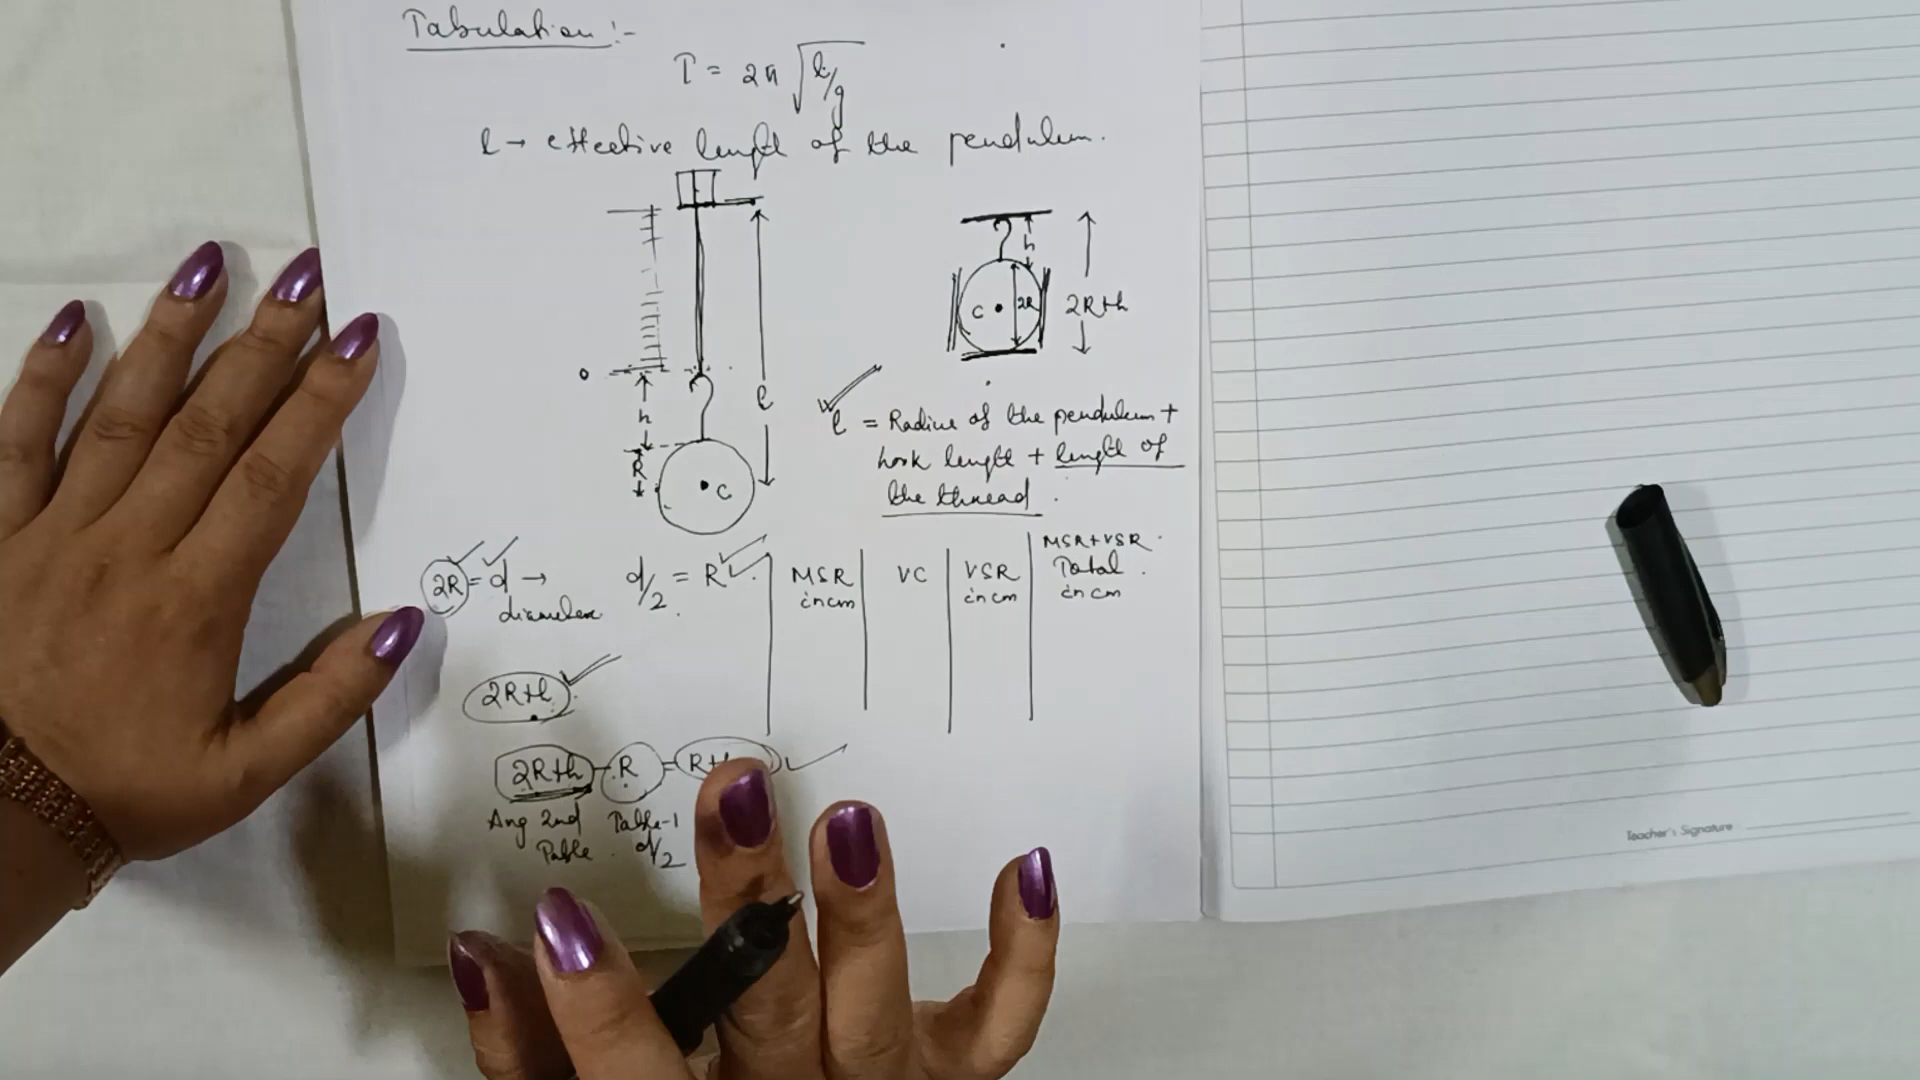 Tabulation :-
T = 2π √l/g
l → effective length of the pendulum.
h
2R
C
2R+h
o
h
l
R
C
l = Radius of the pendulum +
hook length + length of
the thread.
2R = d → d/2 = R
diameter
MSR in cm
VC
VSR in cm
MSR+VSR
Total in cm
2R+h
2R+h - R =
Table-1
2nd
d/2
Teacher's Signature